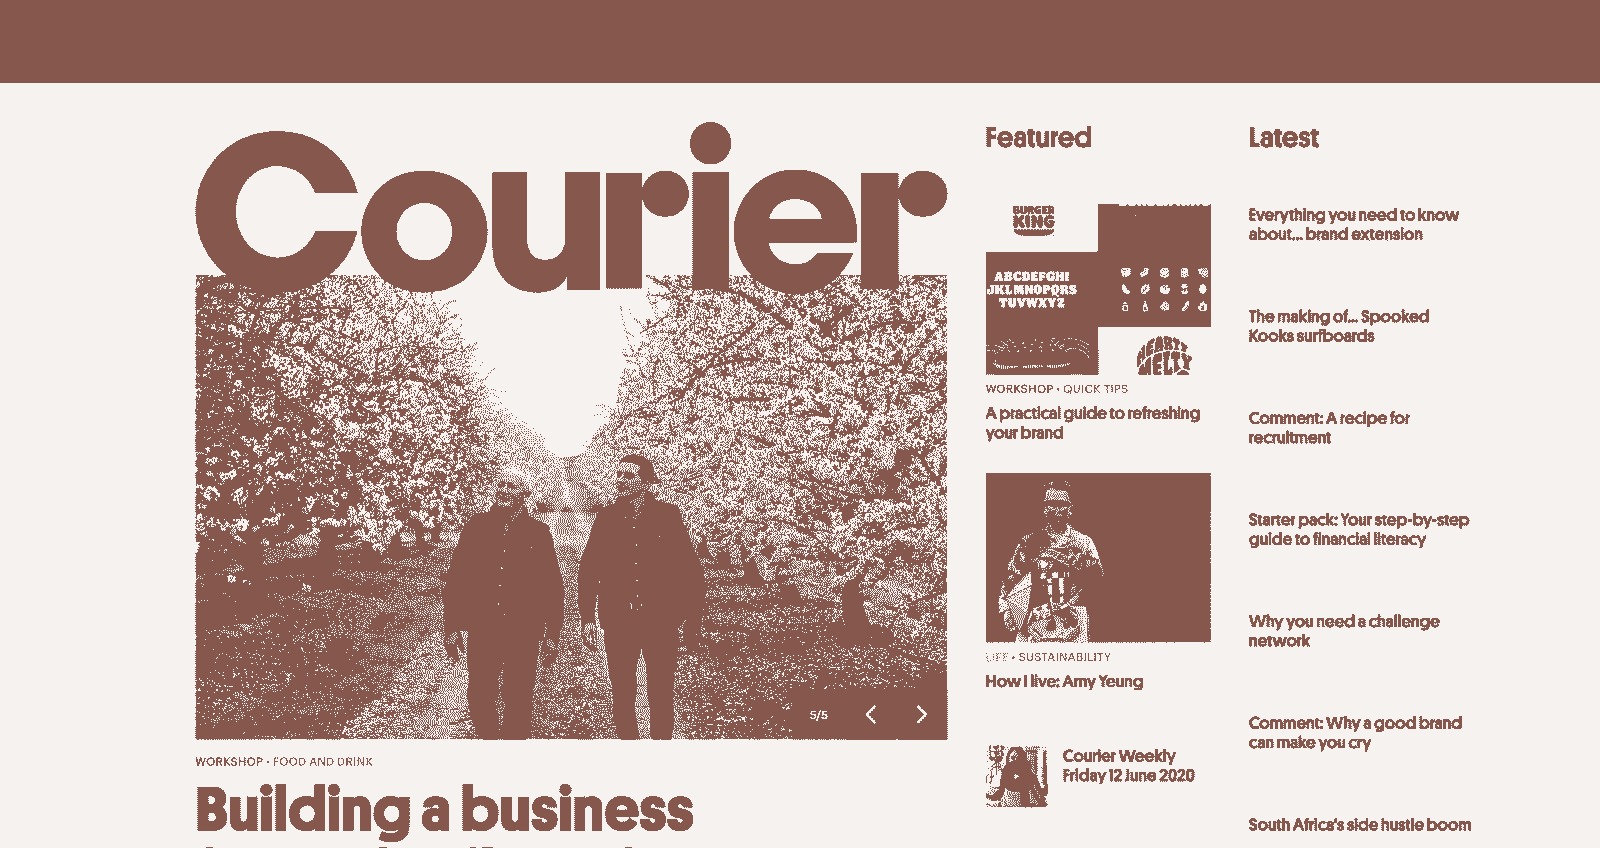 Courier
5/5
WORKSHOP • FOOD AND DRINK
Building a business
Featured
BURGER
KING
ABCDEFGHI
JKLMNOPQRS
TUVWXYZ
HEARTY
MELTY
WORKSHOP • QUICK TIPS
A practical guide to refreshing
your brand
LIFE • SUSTAINABILITY
How I live: Amy Yeung
Courier Weekly
Friday 12 June 2020
Latest
Everything you need to know
about... brand extension
The making of... Spooked
Kooks surfboards
Comment: A recipe for
recruitment
Starter pack: Your step-by-step
guide to financial literacy
Why you need a challenge
network
Comment: Why a good brand
can make you cry
South Africa's side hustle boom